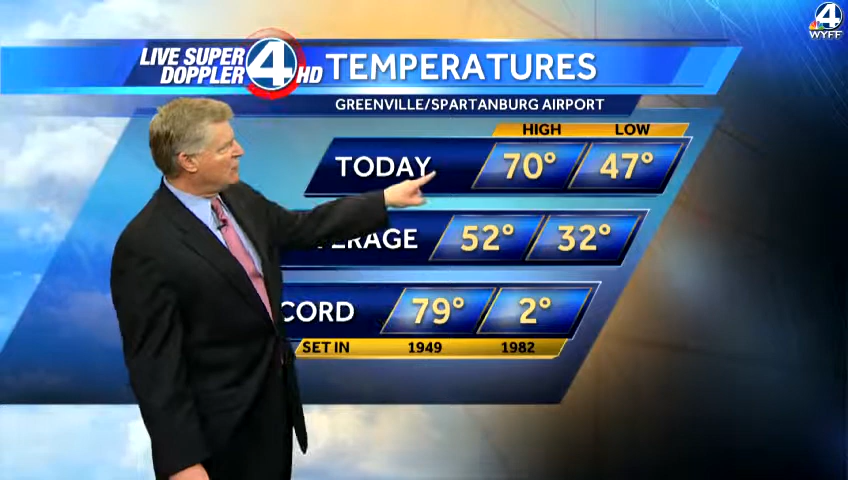 4
WYFF
LIVE SUPER
DOPPLER 4 HD
TEMPERATURES
GREENVILLE/SPARTANBURG AIRPORT
HIGH LOW
TODAY 70° 47°
ERAGE 52° 32°
CORD 79° 2°
SET IN 1949 1982